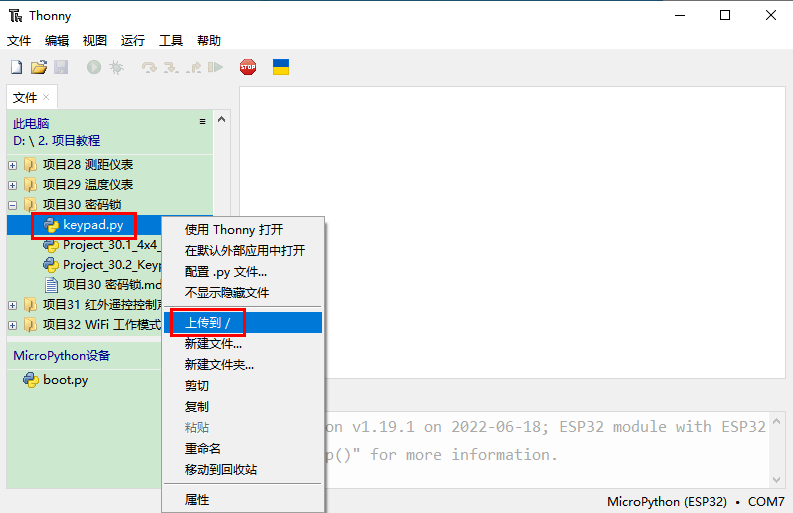 Thonny
文件 编辑 视图 运行 工具 帮助
STOP
文件 ×
此电脑
D: \ 2. 项目教程
项目28 测距仪表
项目29 温度仪表
项目30 密码锁
keypad.py
Project_30.1_4x4_
Project_30.2_Keyp
项目30 密码锁.md
项目31 红外遥控控制
项目32 WiFi 工作模式
MicroPython设备
boot.py
使用 Thonny 打开
在默认外部应用中打开
配置 .py 文件...
不显示隐藏文件
上传到 /
新建文件...
新建文件夹...
剪切
复制
粘贴
重命名
移动到回收站
属性
on v1.19.1 on 2022-06-18; ESP32 module with ESP32
p()" for more information.
MicroPython (ESP32) • COM7